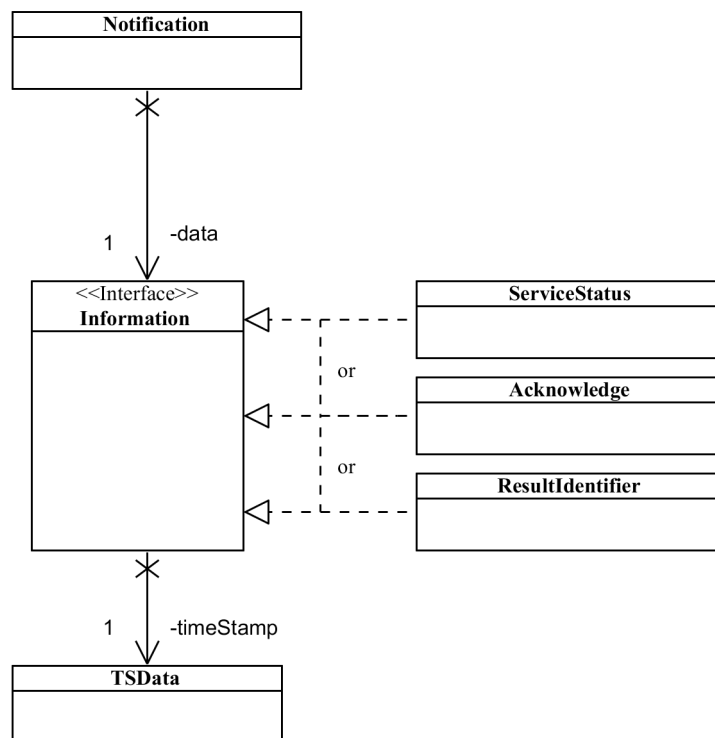 Notification
1
-data
<<Interface>>
Information
ServiceStatus
or
Acknowledge
or
ResultIdentifier
1
-timeStamp
TSData